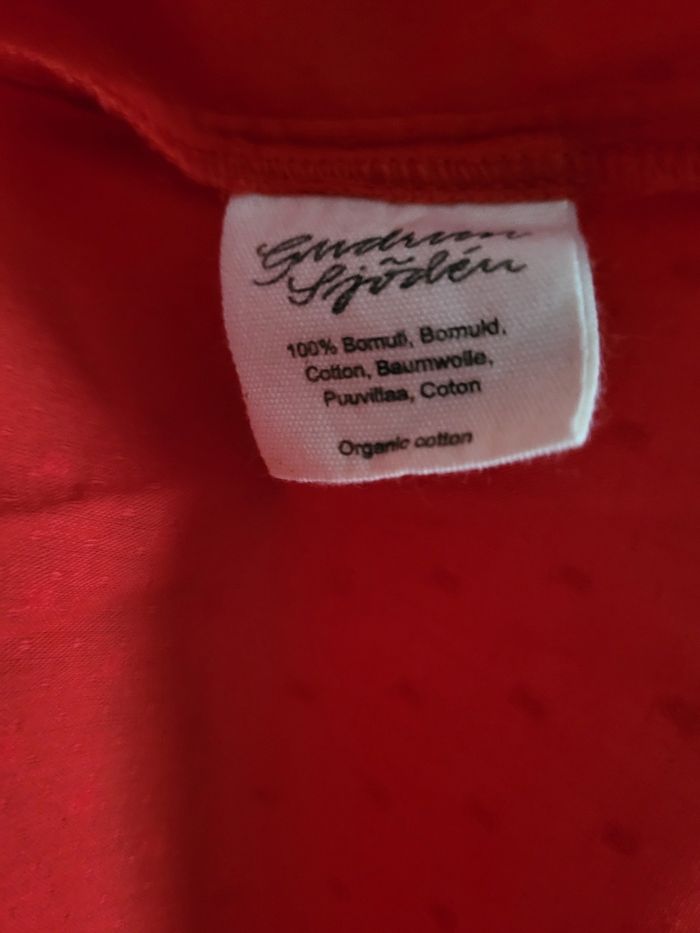 Gudrun
Sjödén
100% Bomull, Bomuld,
Cotton, Baumwolle,
Puuvillaa, Coton
Organic cotton